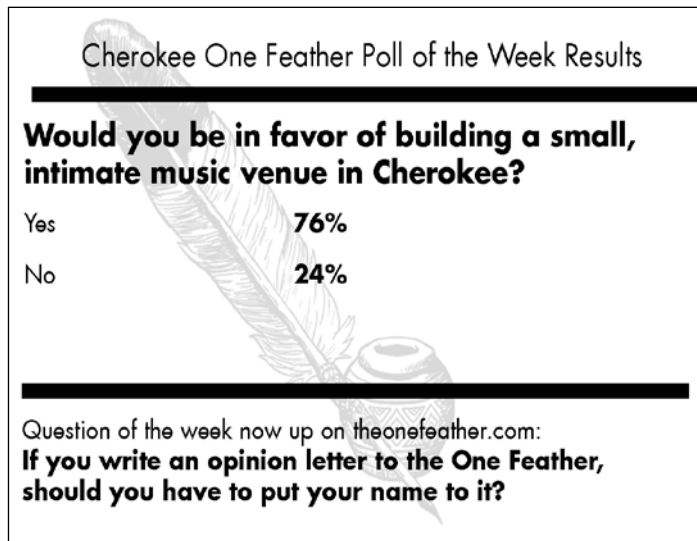 Cherokee One Feather Poll of the Week Results
Would you be in favor of building a small,
intimate music venue in Cherokee?
Yes 76%
No 24%
Question of the week now up on theonefeather.com:
If you write an opinion letter to the One Feather,
should you have to put your name to it?